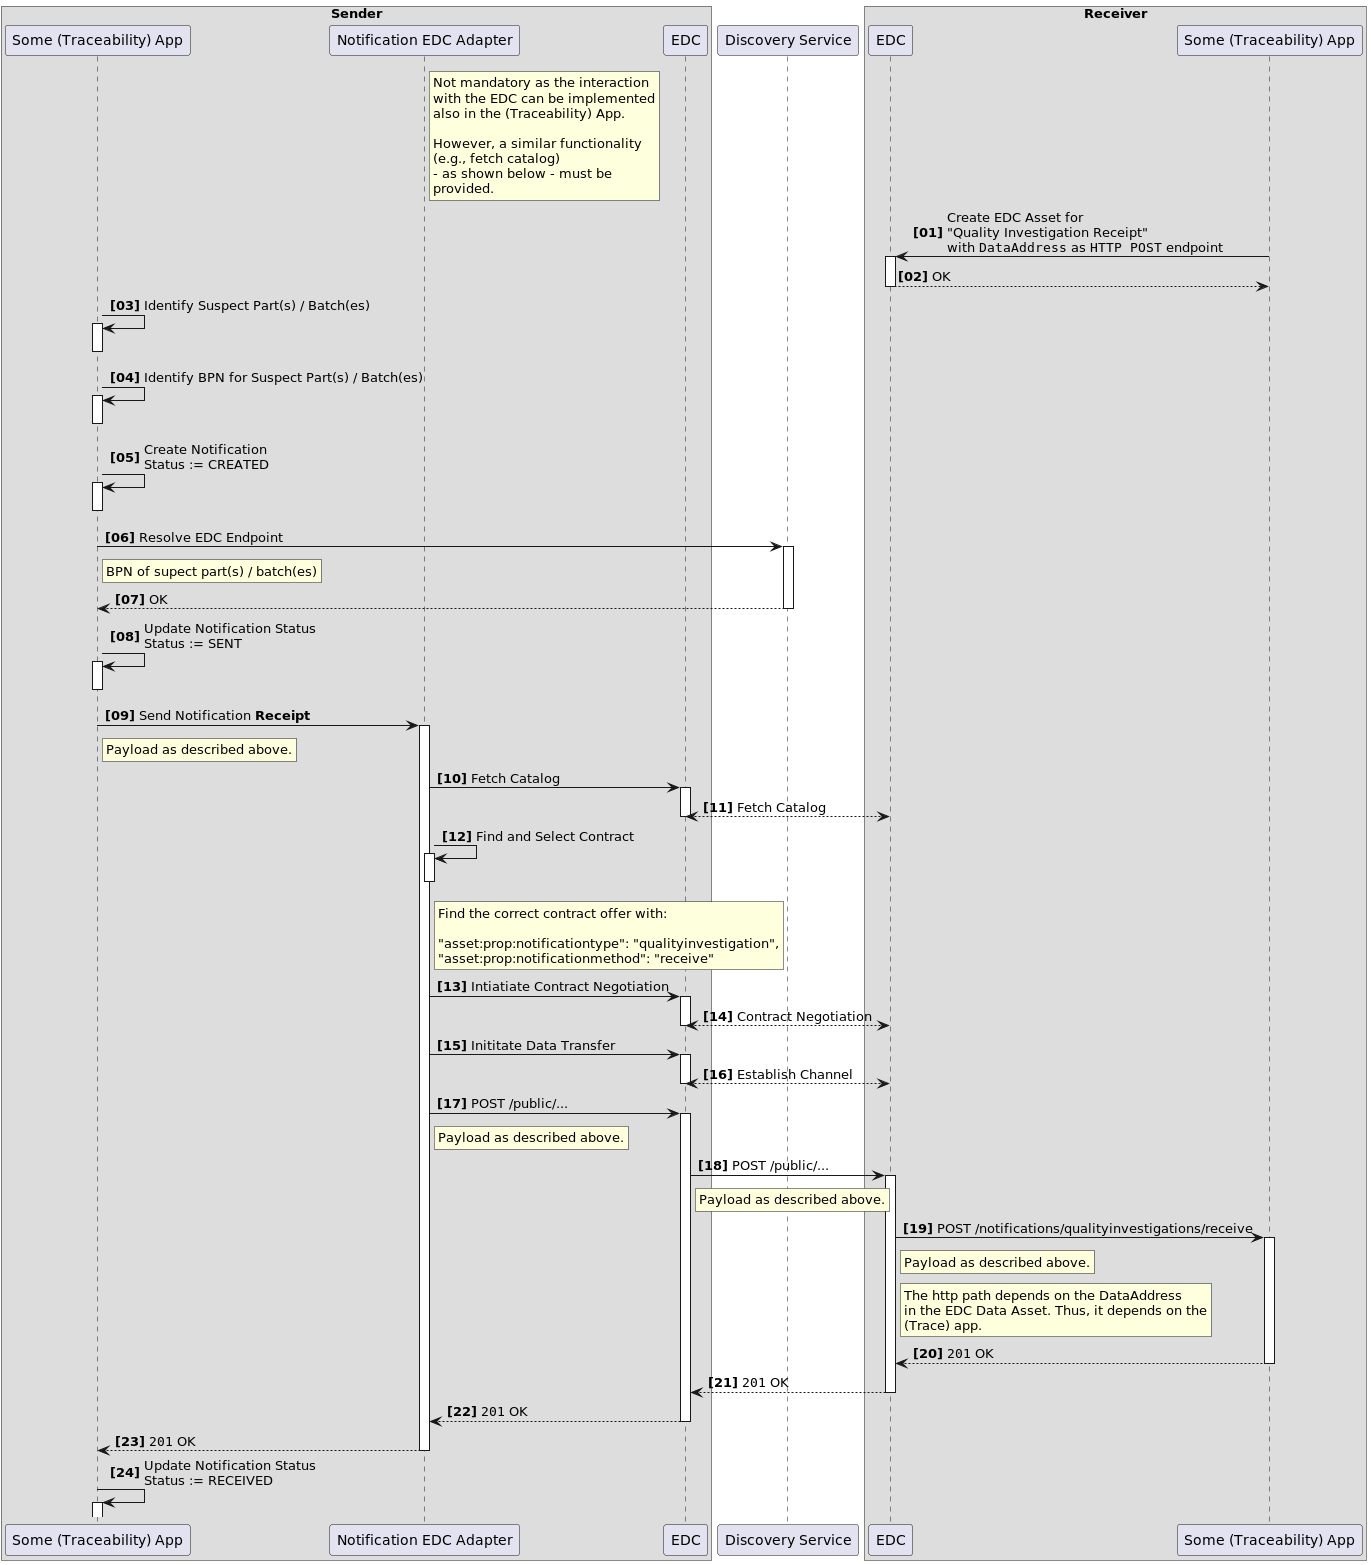 Sender
Receiver
Some (Traceability) App
Notification EDC Adapter
EDC
Discovery Service
EDC
Some (Traceability) App
Not mandatory as the interaction
with the EDC can be implemented
also in the (Traceability) App.
However, a similar functionality
(e.g., fetch catalog)
- as shown below - must be
provided.
Create EDC Asset for
[01] "Quality Investigation Receipt"
with DataAddress as HTTP POST endpoint
[02] OK
[03] Identify Suspect Part(s) / Batch(es)
[04] Identify BPN for Suspect Part(s) / Batch(es)
[05] Create Notification
Status := CREATED
[06] Resolve EDC Endpoint
BPN of supect part(s) / batch(es)
[07] OK
[08] Update Notification Status
Status := SENT
[09] Send Notification Receipt
Payload as described above.
[10] Fetch Catalog
[11] Fetch Catalog
[12] Find and Select Contract
Find the correct contract offer with:
"asset:prop:notificationtype": "qualityinvestigation",
"asset:prop:notificationmethod": "receive"
[13] Intiatiate Contract Negotiation
[14] Contract Negotiation
[15] Inititate Data Transfer
[16] Establish Channel
[17] POST /public/...
Payload as described above.
[18] POST /public/...
Payload as described above.
[19] POST /notifications/qualityinvestigations/receive
Payload as described above.
The http path depends on the DataAddress
in the EDC Data Asset. Thus, it depends on the
(Trace) app.
[20] 201 OK
[21] 201 OK
[22] 201 OK
[23] 201 OK
[24] Update Notification Status
Status := RECEIVED
Some (Traceability) App
Notification EDC Adapter
EDC
Discovery Service
EDC
Some (Traceability) App